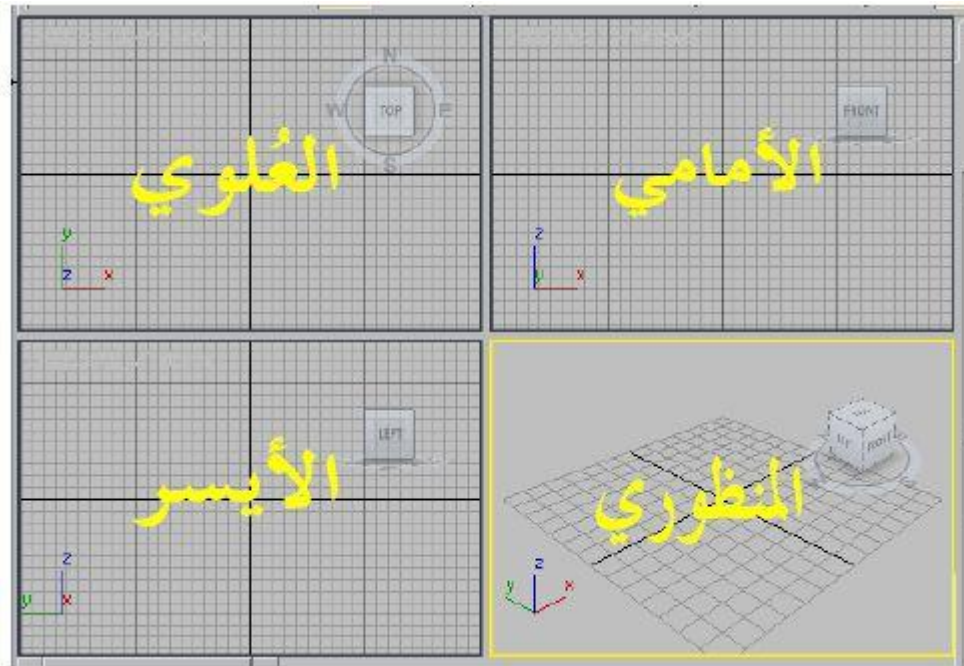 N
W TOP E
S
العُلوي
y
z x
FRONT
الأمامي
z
y x
LEFT
الأيسر
z
y x
المنظوري
z
y x